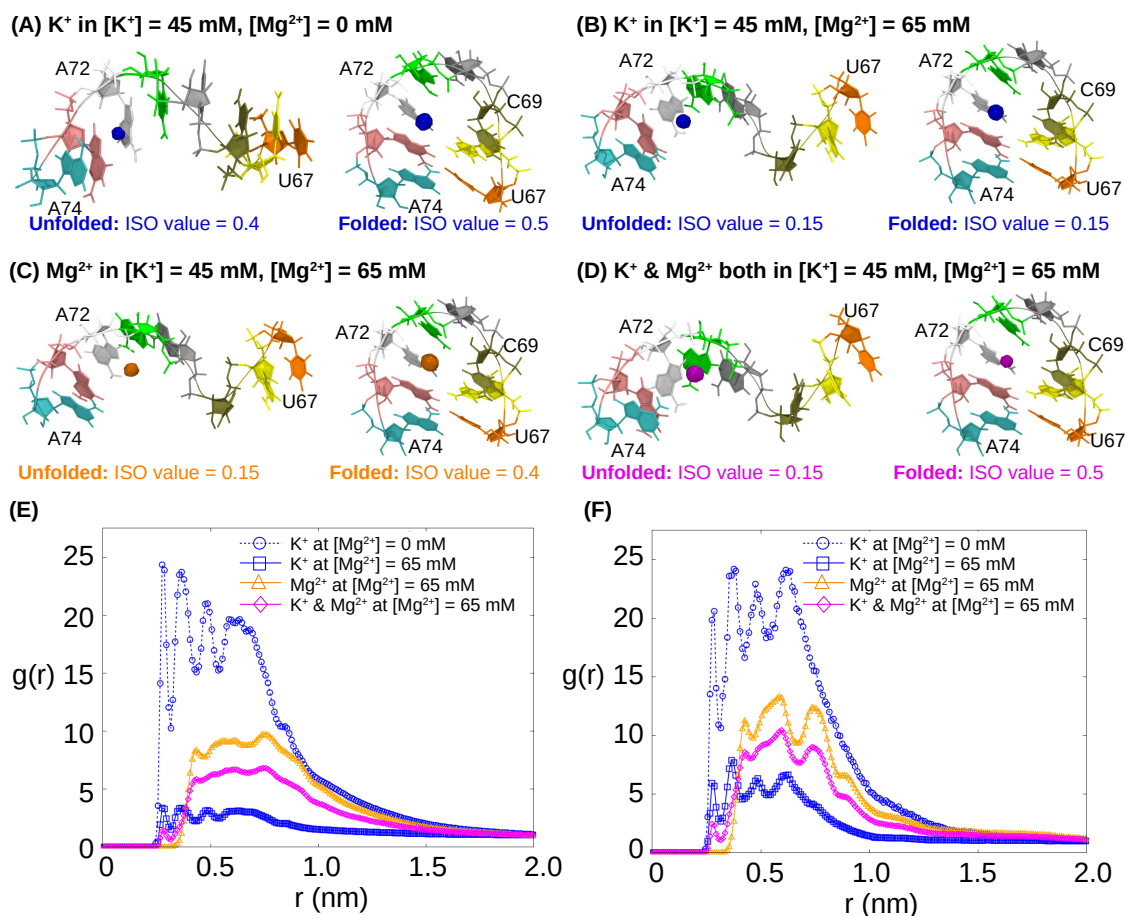 (A) K⁺ in [K⁺] = 45 mM, [Mg²⁺] = 0 mM
A72
A74
U67
Unfolded: ISO value = 0.4
A72
C69
A74
U67
Folded: ISO value = 0.5
(B) K⁺ in [K⁺] = 45 mM, [Mg²⁺] = 65 mM
A72
U67
A74
Unfolded: ISO value = 0.15
A72
C69
A74
U67
Folded: ISO value = 0.15
(C) Mg²⁺ in [K⁺] = 45 mM, [Mg²⁺] = 65 mM
A72
U67
A74
Unfolded: ISO value = 0.15
A72
C69
A74
U67
Folded: ISO value = 0.4
(D) K⁺ & Mg²⁺ both in [K⁺] = 45 mM, [Mg²⁺] = 65 mM
A72
U67
A74
Unfolded: ISO value = 0.15
A72
C69
A74
U67
Folded: ISO value = 0.5
(E)
K⁺ at [Mg²⁺] = 0 mM
K⁺ at [Mg²⁺] = 65 mM
Mg²⁺ at [Mg²⁺] = 65 mM
K⁺ & Mg²⁺ at [Mg²⁺] = 65 mM
25
20
15
10
5
0
g(r)
0 0.5 1.0 1.5 2.0
r (nm)
(F)
K⁺ at [Mg²⁺] = 0 mM
K⁺ at [Mg²⁺] = 65 mM
Mg²⁺ at [Mg²⁺] = 65 mM
K⁺ & Mg²⁺ at [Mg²⁺] = 65 mM
25
20
15
10
5
0
g(r)
0 0.5 1.0 1.5 2.0
r (nm)